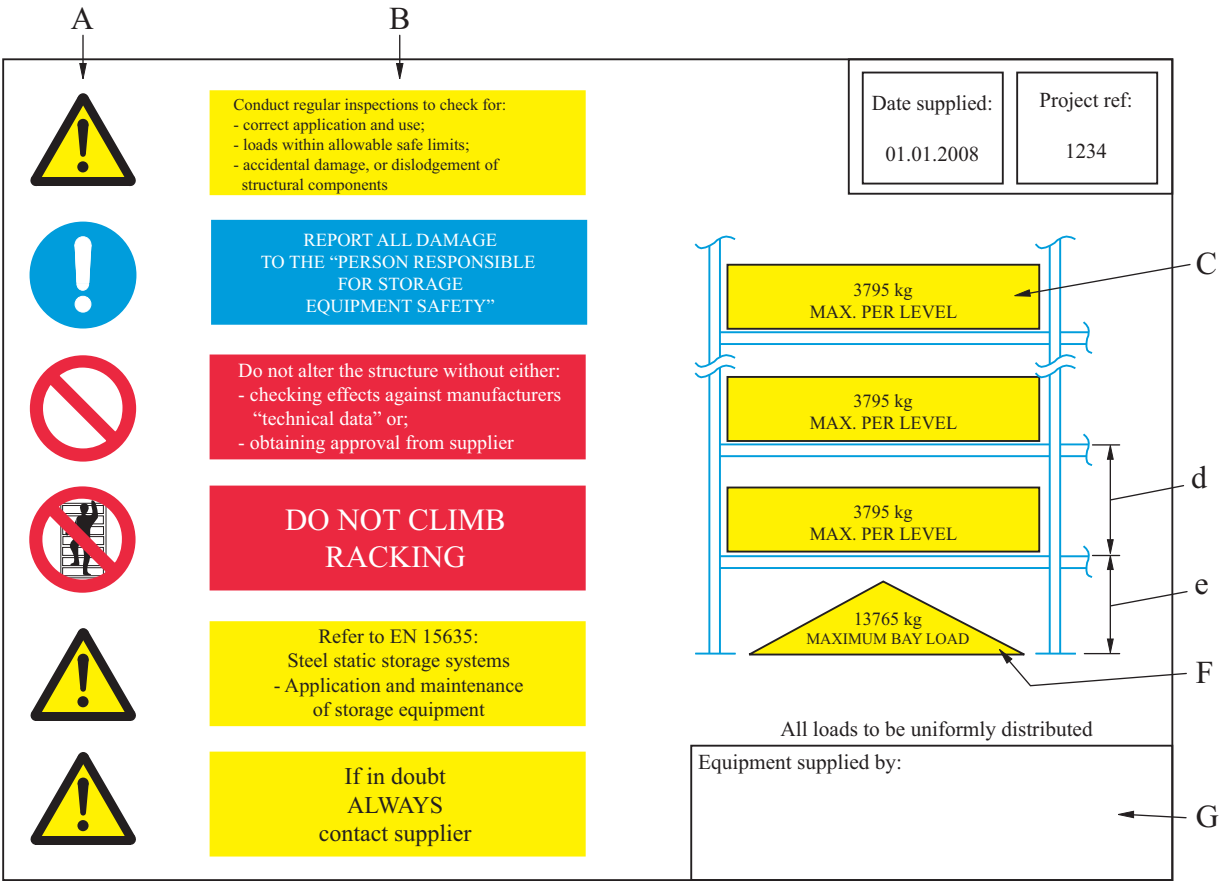 A
B
Conduct regular inspections to check for:
- correct application and use;
- loads within allowable safe limits;
- accidental damage, or dislodgement of
structural components
Date supplied:
01.01.2008
Project ref:
1234
REPORT ALL DAMAGE
TO THE “PERSON RESPONSIBLE
FOR STORAGE
EQUIPMENT SAFETY”
Do not alter the structure without either:
- checking effects against manufacturers
“technical data” or;
- obtaining approval from supplier
DO NOT CLIMB
RACKING
Refer to EN 15635:
Steel static storage systems
- Application and maintenance
of storage equipment
If in doubt
ALWAYS
contact supplier
3795 kg
MAX. PER LEVEL
C
3795 kg
MAX. PER LEVEL
d
3795 kg
MAX. PER LEVEL
e
13765 kg
MAXIMUM BAY LOAD
F
All loads to be uniformly distributed
Equipment supplied by:
G